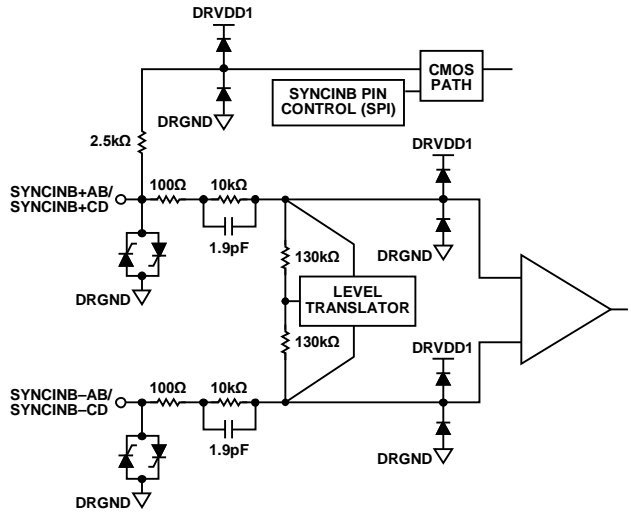 DRVDD1
CMOS
PATH
SYNCINB PIN
CONTROL (SPI)
DRGND
2.5kΩ
DRVDD1
SYNCINB+AB/
SYNCINB+CD
100Ω
10kΩ
1.9pF
DRGND
130kΩ
DRGND
LEVEL
TRANSLATOR
130kΩ
DRVDD1
SYNCINB–AB/
SYNCINB–CD
100Ω
10kΩ
1.9pF
DRGND
DRGND